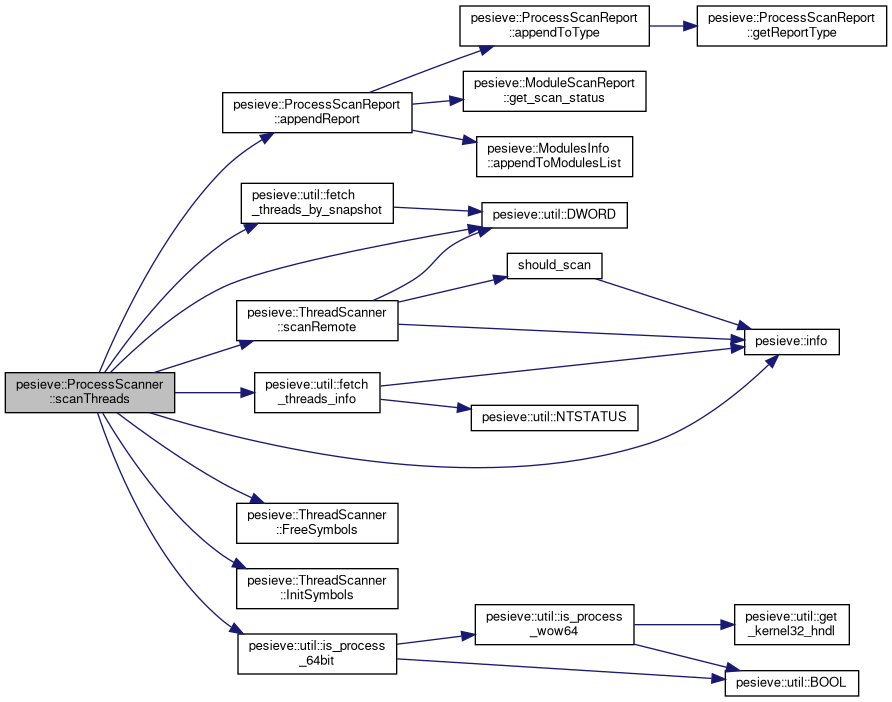 pesieve::ProcessScanReport
::appendToType
pesieve::ProcessScanReport
::getReportType
pesieve::ModuleScanReport
::get_scan_status
pesieve::ProcessScanReport
::appendReport
pesieve::ModulesInfo
::appendToModulesList
pesieve::util::fetch
_threads_by_snapshot
pesieve::util::DWORD
should_scan
pesieve::ThreadScanner
::scanRemote
pesieve::info
pesieve::ProcessScanner
::scanThreads
pesieve::util::fetch
_threads_info
pesieve::util::NTSTATUS
pesieve::ThreadScanner
::FreeSymbols
pesieve::ThreadScanner
::InitSymbols
pesieve::util::is_process
_wow64
pesieve::util::get
_kernel32_hndl
pesieve::util::is_process
_64bit
pesieve::util::BOOL